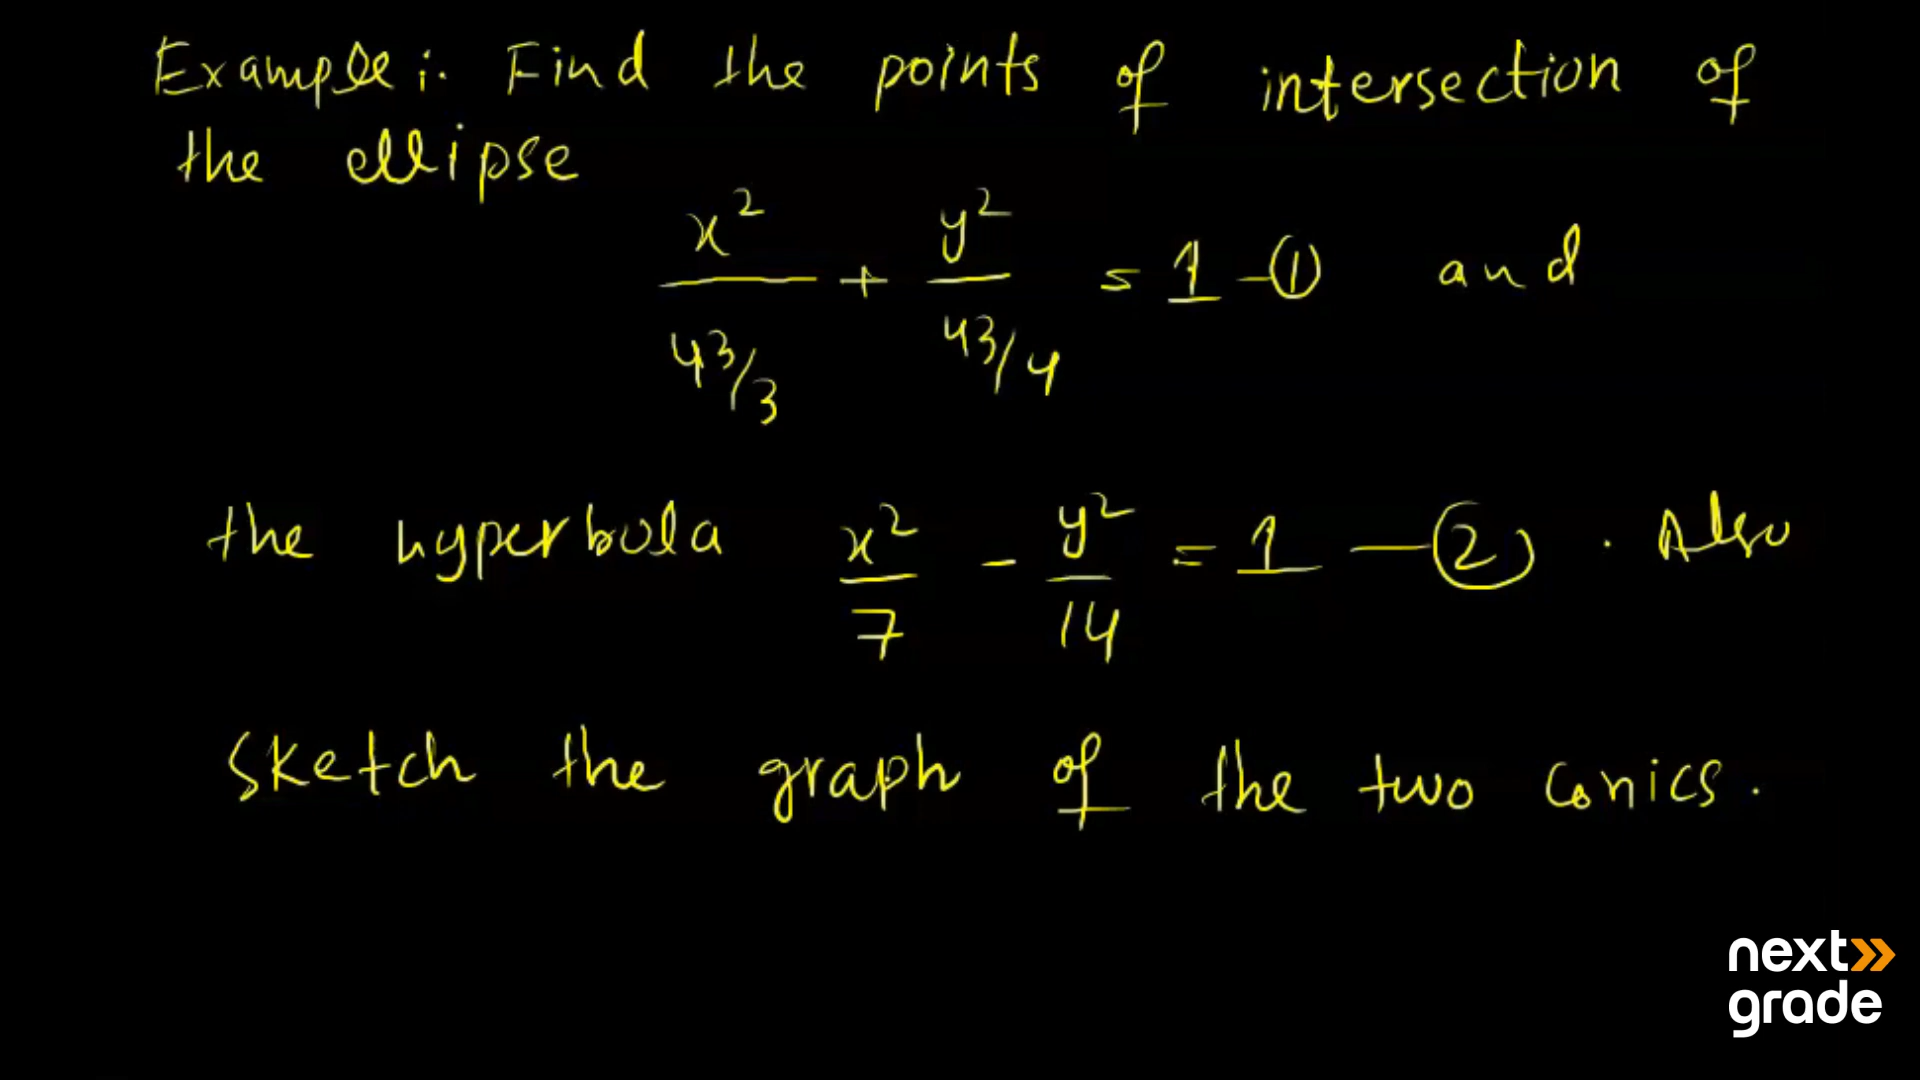 Example: Find the points of intersection of
the ellipse
x²/(43/3) + y²/(43/4) = 1 — ① and
the hyperbola x²/7 - y²/14 = 1 — ② . Also
sketch the graph of the two conics.
next»
grade